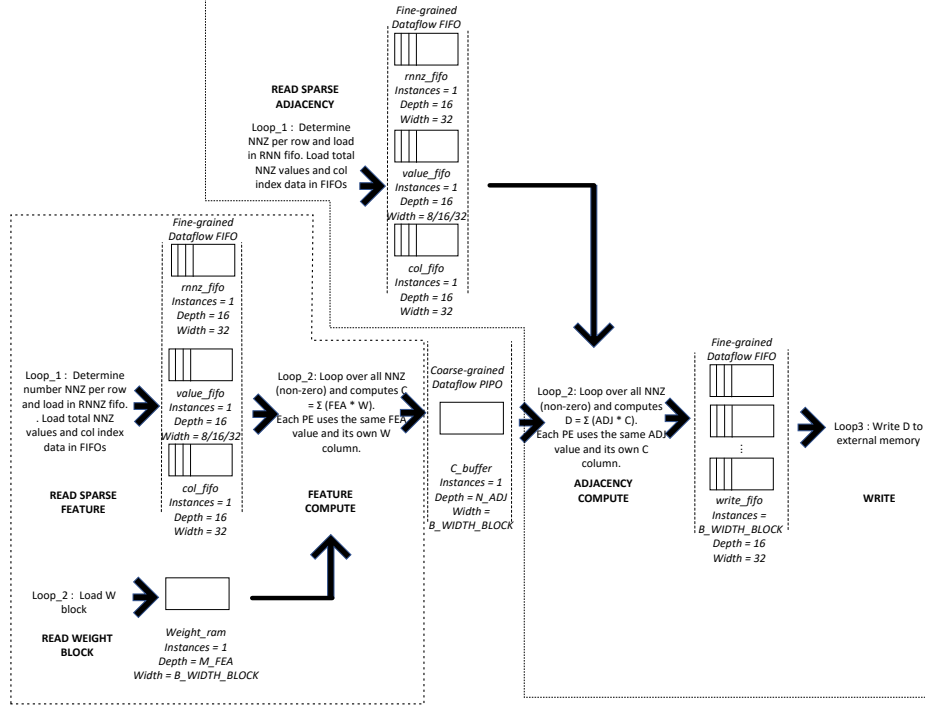 Fine-grained
Dataflow FIFO
rnnz_fifo
Instances = 1
Depth = 16
Width = 32
value_fifo
Instances = 1
Depth = 16
Width = 8/16/32
col_fifo
Instances = 1
Depth = 16
Width = 32
READ SPARSE
ADJACENCY
Loop_1 : Determine
NNZ per row and load
in RNN fifo. Load total
NNZ values and col
index data in FIFOs
Fine-grained
Dataflow FIFO
rnnz_fifo
Instances = 1
Depth = 16
Width = 32
value_fifo
Instances = 1
Depth = 16
Width = 8/16/32
col_fifo
Instances = 1
Depth = 16
Width = 32
Loop_1 : Determine
number NNZ per row
and load in RNNZ fifo.
. Load total NNZ
values and col index
data in FIFOs
READ SPARSE
FEATURE
Loop_2: Loop over all NNZ
(non-zero) and computes C
= Σ (FEA * W).
Each PE uses the same FEA
value and its own W
column.
FEATURE
COMPUTE
Coarse-grained
Dataflow PIPO
C_buffer
Instances = 1
Depth = N_ADJ
Width =
B_WIDTH_BLOCK
Loop_2: Loop over all NNZ
(non-zero) and computes
D = Σ (ADJ * C).
Each PE uses the same ADJ
value and its own C
column.
ADJACENCY
COMPUTE
Fine-grained
Dataflow FIFO
⋮
write_fifo
Instances =
B_WIDTH_BLOCK
Depth = 16
Width = 32
Loop3 : Write D to
external memory.
WRITE
Loop_2 : Load W
block
READ WEIGHT
BLOCK
Weight_ram
Instances = 1
Depth = M_FEA
Width = B_WIDTH_BLOCK